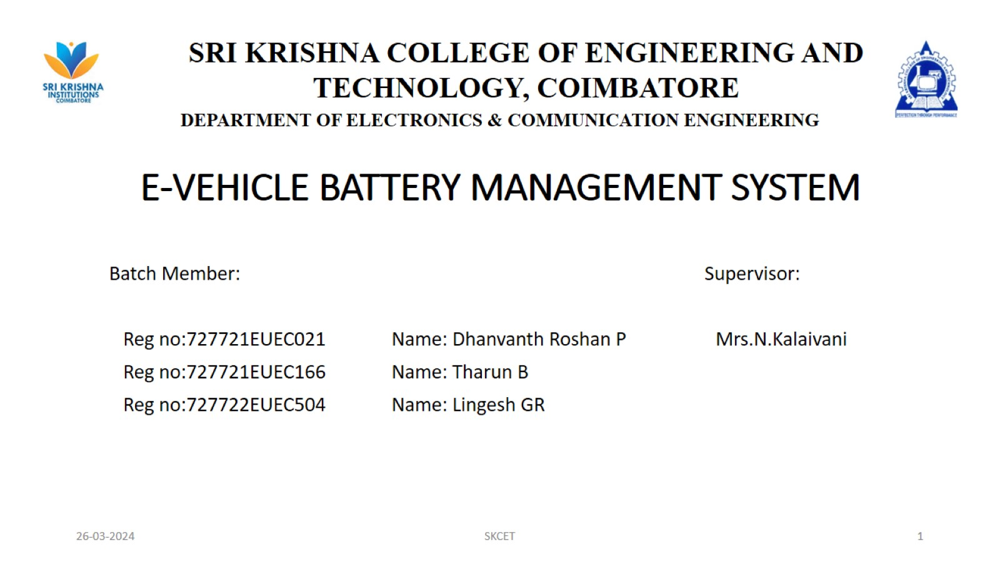 SRI KRISHNA
INSTITUTIONS
COIMBATORE
SRI KRISHNA COLLEGE OF ENGINEERING AND
TECHNOLOGY, COIMBATORE
DEPARTMENT OF ELECTRONICS & COMMUNICATION ENGINEERING
PERFECTION THROUGH PERFORMANCE
E-VEHICLE BATTERY MANAGEMENT SYSTEM
Batch Member:
Supervisor:
Reg no:727721EUEC021 Name: Dhanvanth Roshan P Mrs.N.Kalaivani
Reg no:727721EUEC166 Name: Tharun B
Reg no:727722EUEC504 Name: Lingesh GR
26-03-2024 SKCET 1